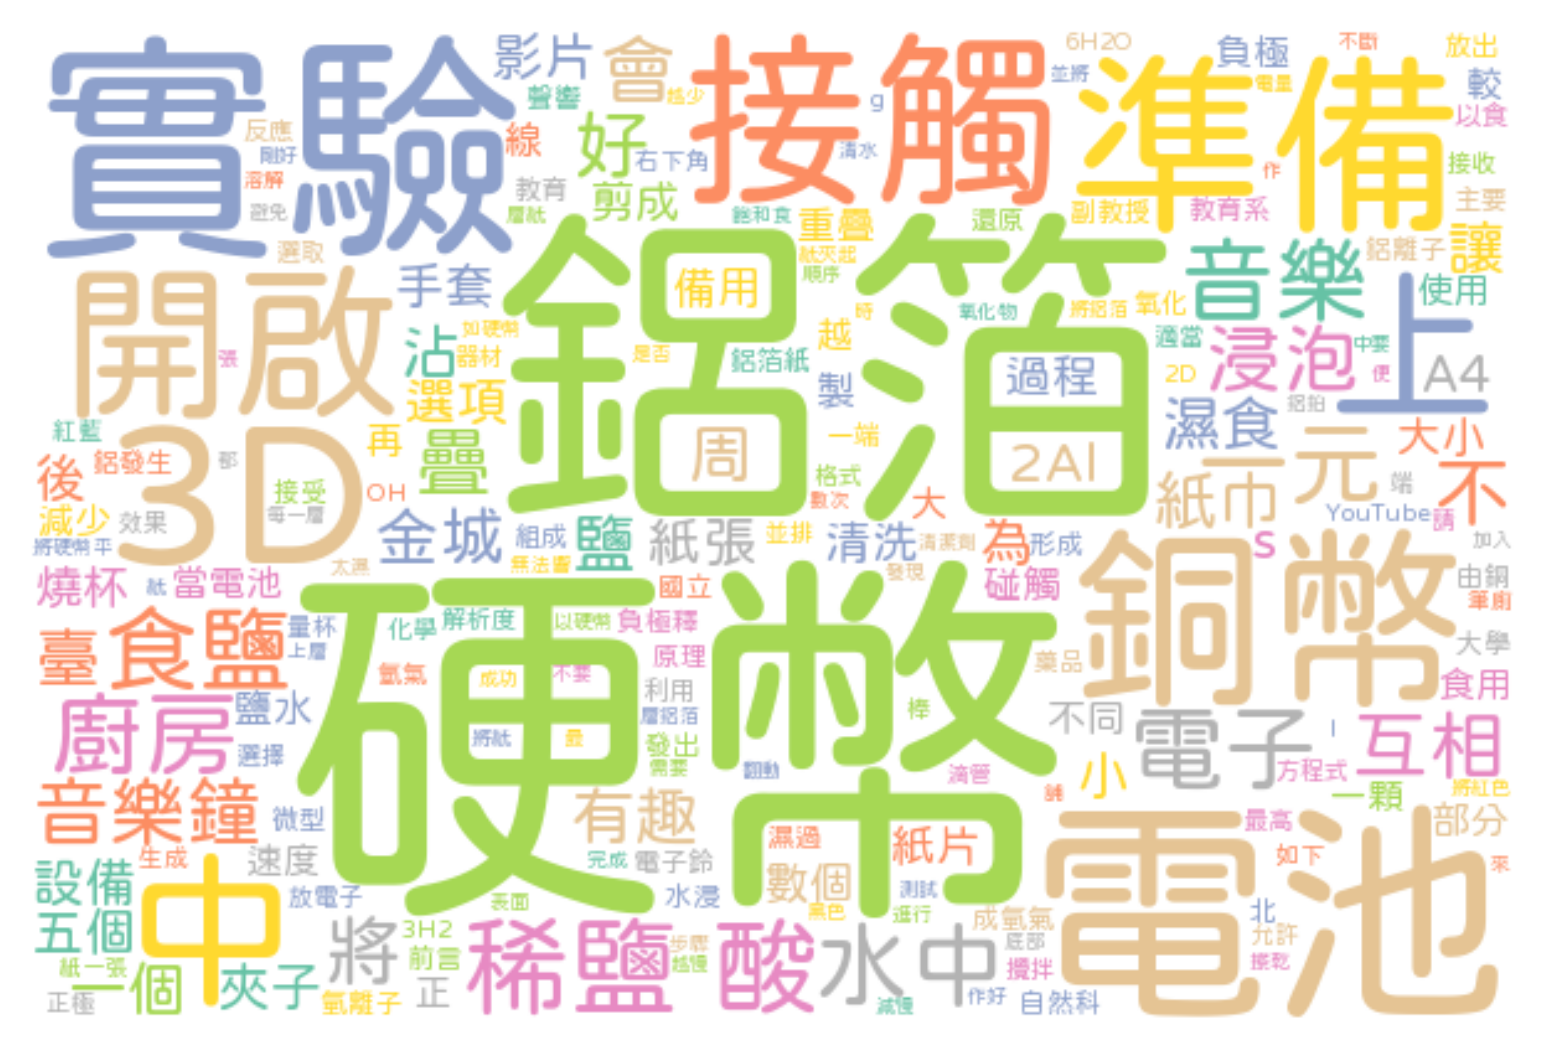 實驗
影片
會
越少
接觸
6H2O
負極
不斷
放出
並將
準備
電量
較
聲響
g
以食
反應
剛好
線
好
右下角
清水
接收
溶解
教育
作
避免
層紙
剪成
飽和食
重疊
還原
副教授
教育系
主要
選取
紙夾起
鋁離子
讓
開啟
手套
鋁箔
備用
順序
音樂
上
使用
如硬幣
時
氧化物
將鋁箔
氧化
沾
器材
是否
鋁箔紙
越
適當
浸泡
中要
張
選項
製
過程
2D
便
A4
濕食
鋁箔
紅藍
再
疊
周
一端
2Al
元
大小
後
鋁發生
3D
部
格式
紙巾
不
接受
OH
數次
大
端
減少
效果
每一層
金城
組成
鹽
紙張
並排
清洗
清潔劑
為
形成
YouTube
請
將硬幣平
太濕
無法響
發現
s
加入
燒杯
紙
當電池
硬幣
國立
碰觸
銅幣
由銅
筆廁
臺
食鹽
量杯
上層
化學
解析度
以硬幣
負極釋
大學
氫氣
成功
不要
原理
藥品
食用
廚房
鹽水
利用
層鋁箔
棒
不同
電子
互相
選擇
將紙
最
發出
需要
翻動
滴管
方程式
小
一顆
將紅色
音樂鐘
微型
有趣
濕過
紙片
電池
最高
部分
生成
速度
完成
電子鈴
數個
測試
如下
來
設備
中
放電子
表面
水浸
黑色
進行
成氫氣
北
五個
將
3H2
稀鹽酸
步驟
水中
底部
允許
紙一張
一個
夾子
前言
越慢
攪拌
擦乾
正極
氫離子
正
減慢
作好
自然科